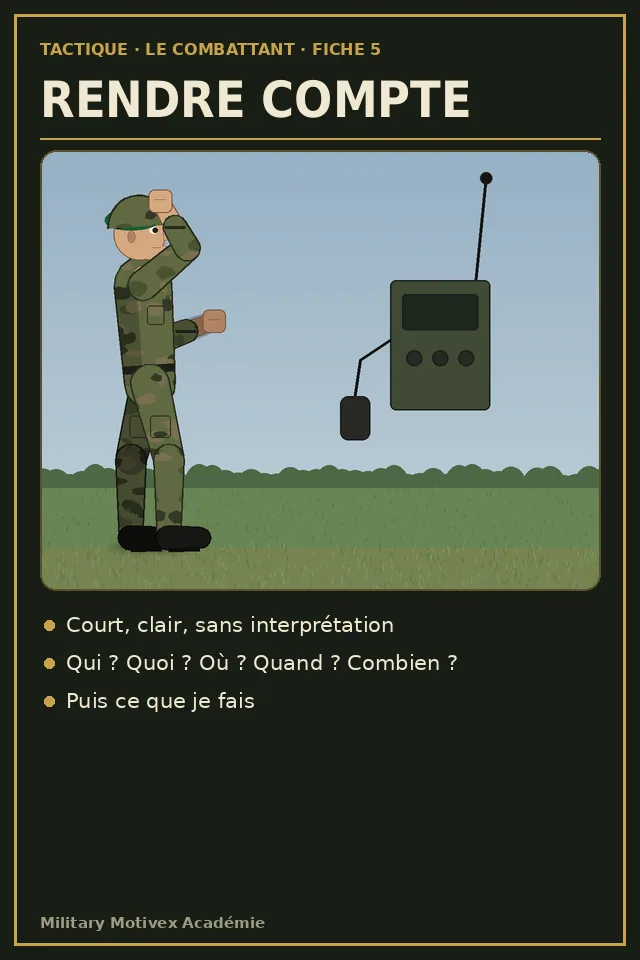 TACTIQUE · LE COMBATTANT · FICHE 5
RENDRE COMPTE
Court, clair, sans interprétation
Qui ? Quoi ? Où ? Quand ? Combien ?
Puis ce que je fais
Military Motivex Académie